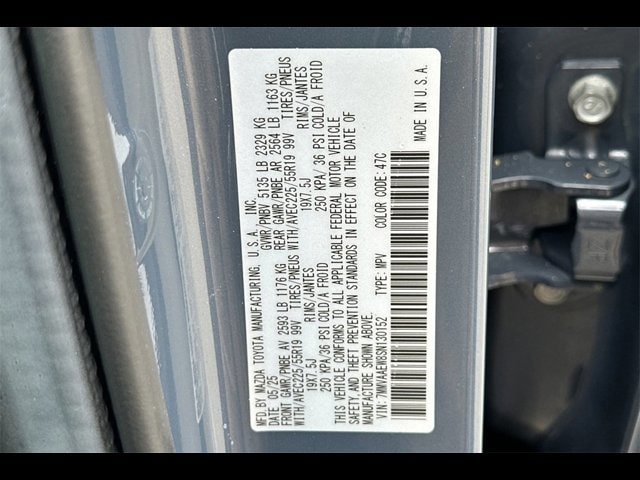 MFD.BY MAZDA TOYOTA MANUFACTURING, U.S.A., INC.
DATE 05/25 GVWR/PNBV 5135 LB 2329 KG
FRONT GAWR/PNBE AV 2593 LB 1176 KG REAR GAWR/PNBE AR 2564 LB 1163 KG
WITH/AVEC225/55R19 99V TIRES/PNEUS WITH/AVEC225/55R19 99V TIRES/PNEUS
19X7.5J RIMS/JANTES 19X7.5J RIMS/JANTES
250 KPA/36 PSI COLD/A FROID 250 KPA/ 36 PSI COLD/A FROID
THIS VEHICLE CONFORMS TO ALL APPLICABLE FEDERAL MOTOR VEHICLE
SAFETY, AND THEFT PREVENTION STANDARDS IN EFFECT ON THE DATE OF
MANUFACTURE SHOWN ABOVE.
VIN: 7MMVAAEW8SN130152 TYPE: MPV COLOR CODE: 47C
MADE IN U.S.A.